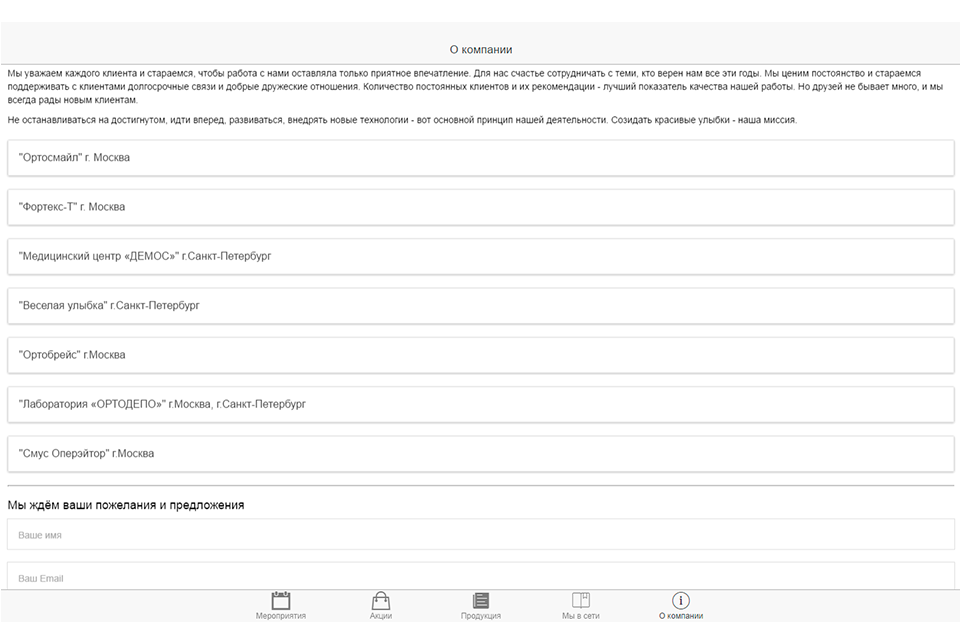 О компании
Мы уважаем каждого клиента и стараемся, чтобы работа с нами оставляла только приятное впечатление. Для нас счастье сотрудничать с теми, кто верен нам все эти годы. Мы ценим постоянство и стараемся
поддерживать с клиентами долгосрочные связи и добрые дружеские отношения. Количество постоянных клиентов и их рекомендации - лучший показатель качества нашей работы. Но друзей не бывает много, и мы
всегда рады новым клиентам.
Не останавливаться на достигнутом, идти вперед, развиваться, внедрять новые технологии - вот основной принцип нашей деятельности. Созидать красивые улыбки - наша миссия.
"Ортосмайл" г. Москва
"Фортекс-Т" г. Москва
"Медицинский центр «ДЕМОС»" г.Санкт-Петербург
"Веселая улыбка" г.Санкт-Петербург
"Ортобрейс" г.Москва
"Лаборатория «ОРТОДЕПО»" г.Москва, г.Санкт-Петербург
"Смус Оперэйтор" г.Москва
Мы ждём ваши пожелания и предложения
Ваше имя
Ваш Email
Мероприятия
Акции
Продукция
Мы в сети
О компании